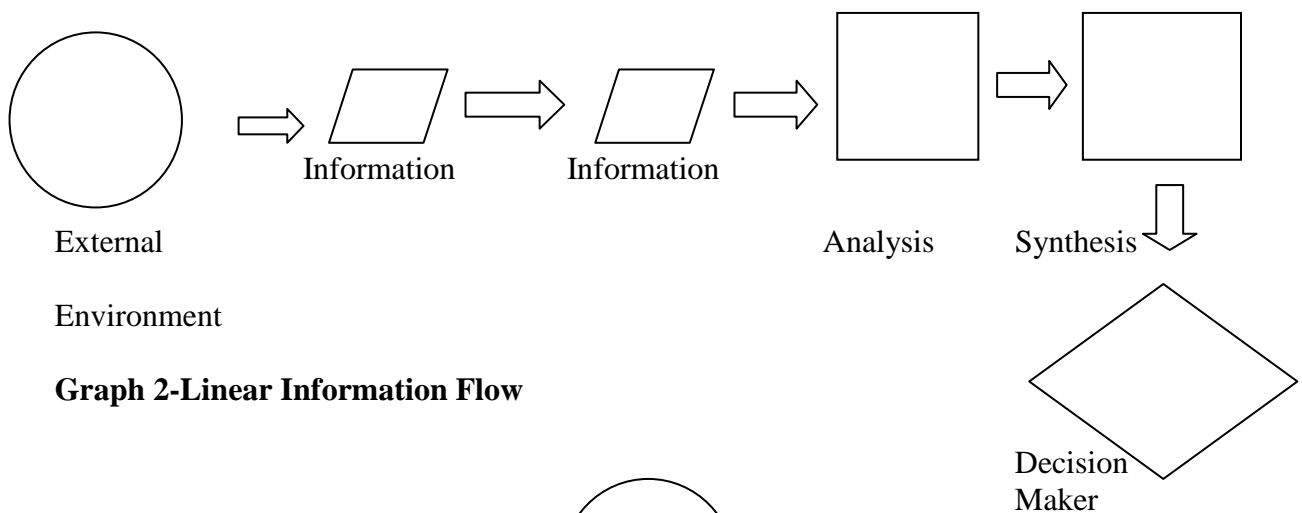 Information Information
External Analysis Synthesis
Environment
Graph 2-Linear Information Flow
Decision
Maker